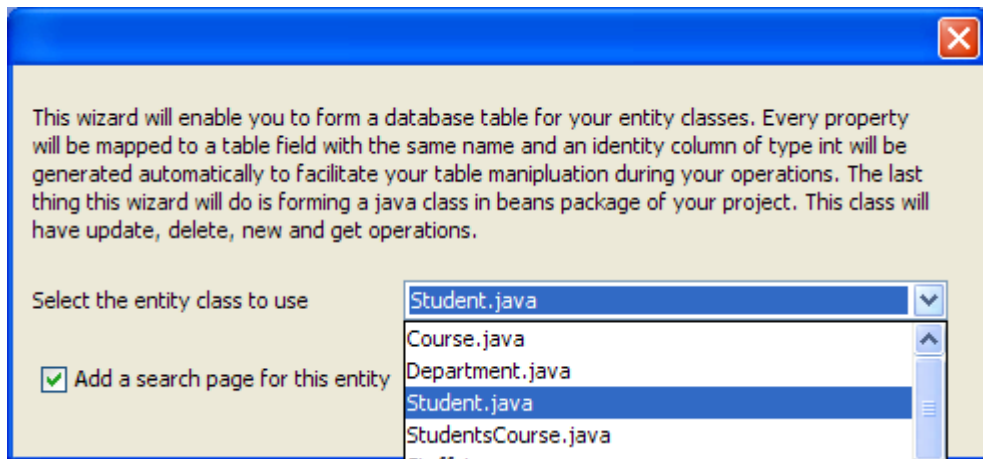 This wizard will enable you to form a database table for your entity classes. Every property
will be mapped to a table field with the same name and an identity column of type int will be
generated automatically to facilitate your table manipluation during your operations. The last
thing this wizard will do is forming a java class in beans package of your project. This class will
have update, delete, new and get operations.
Select the entity class to use
Student.java
Course.java
Add a search page for this entity
Department.java
Student.java
StudentsCourse.java